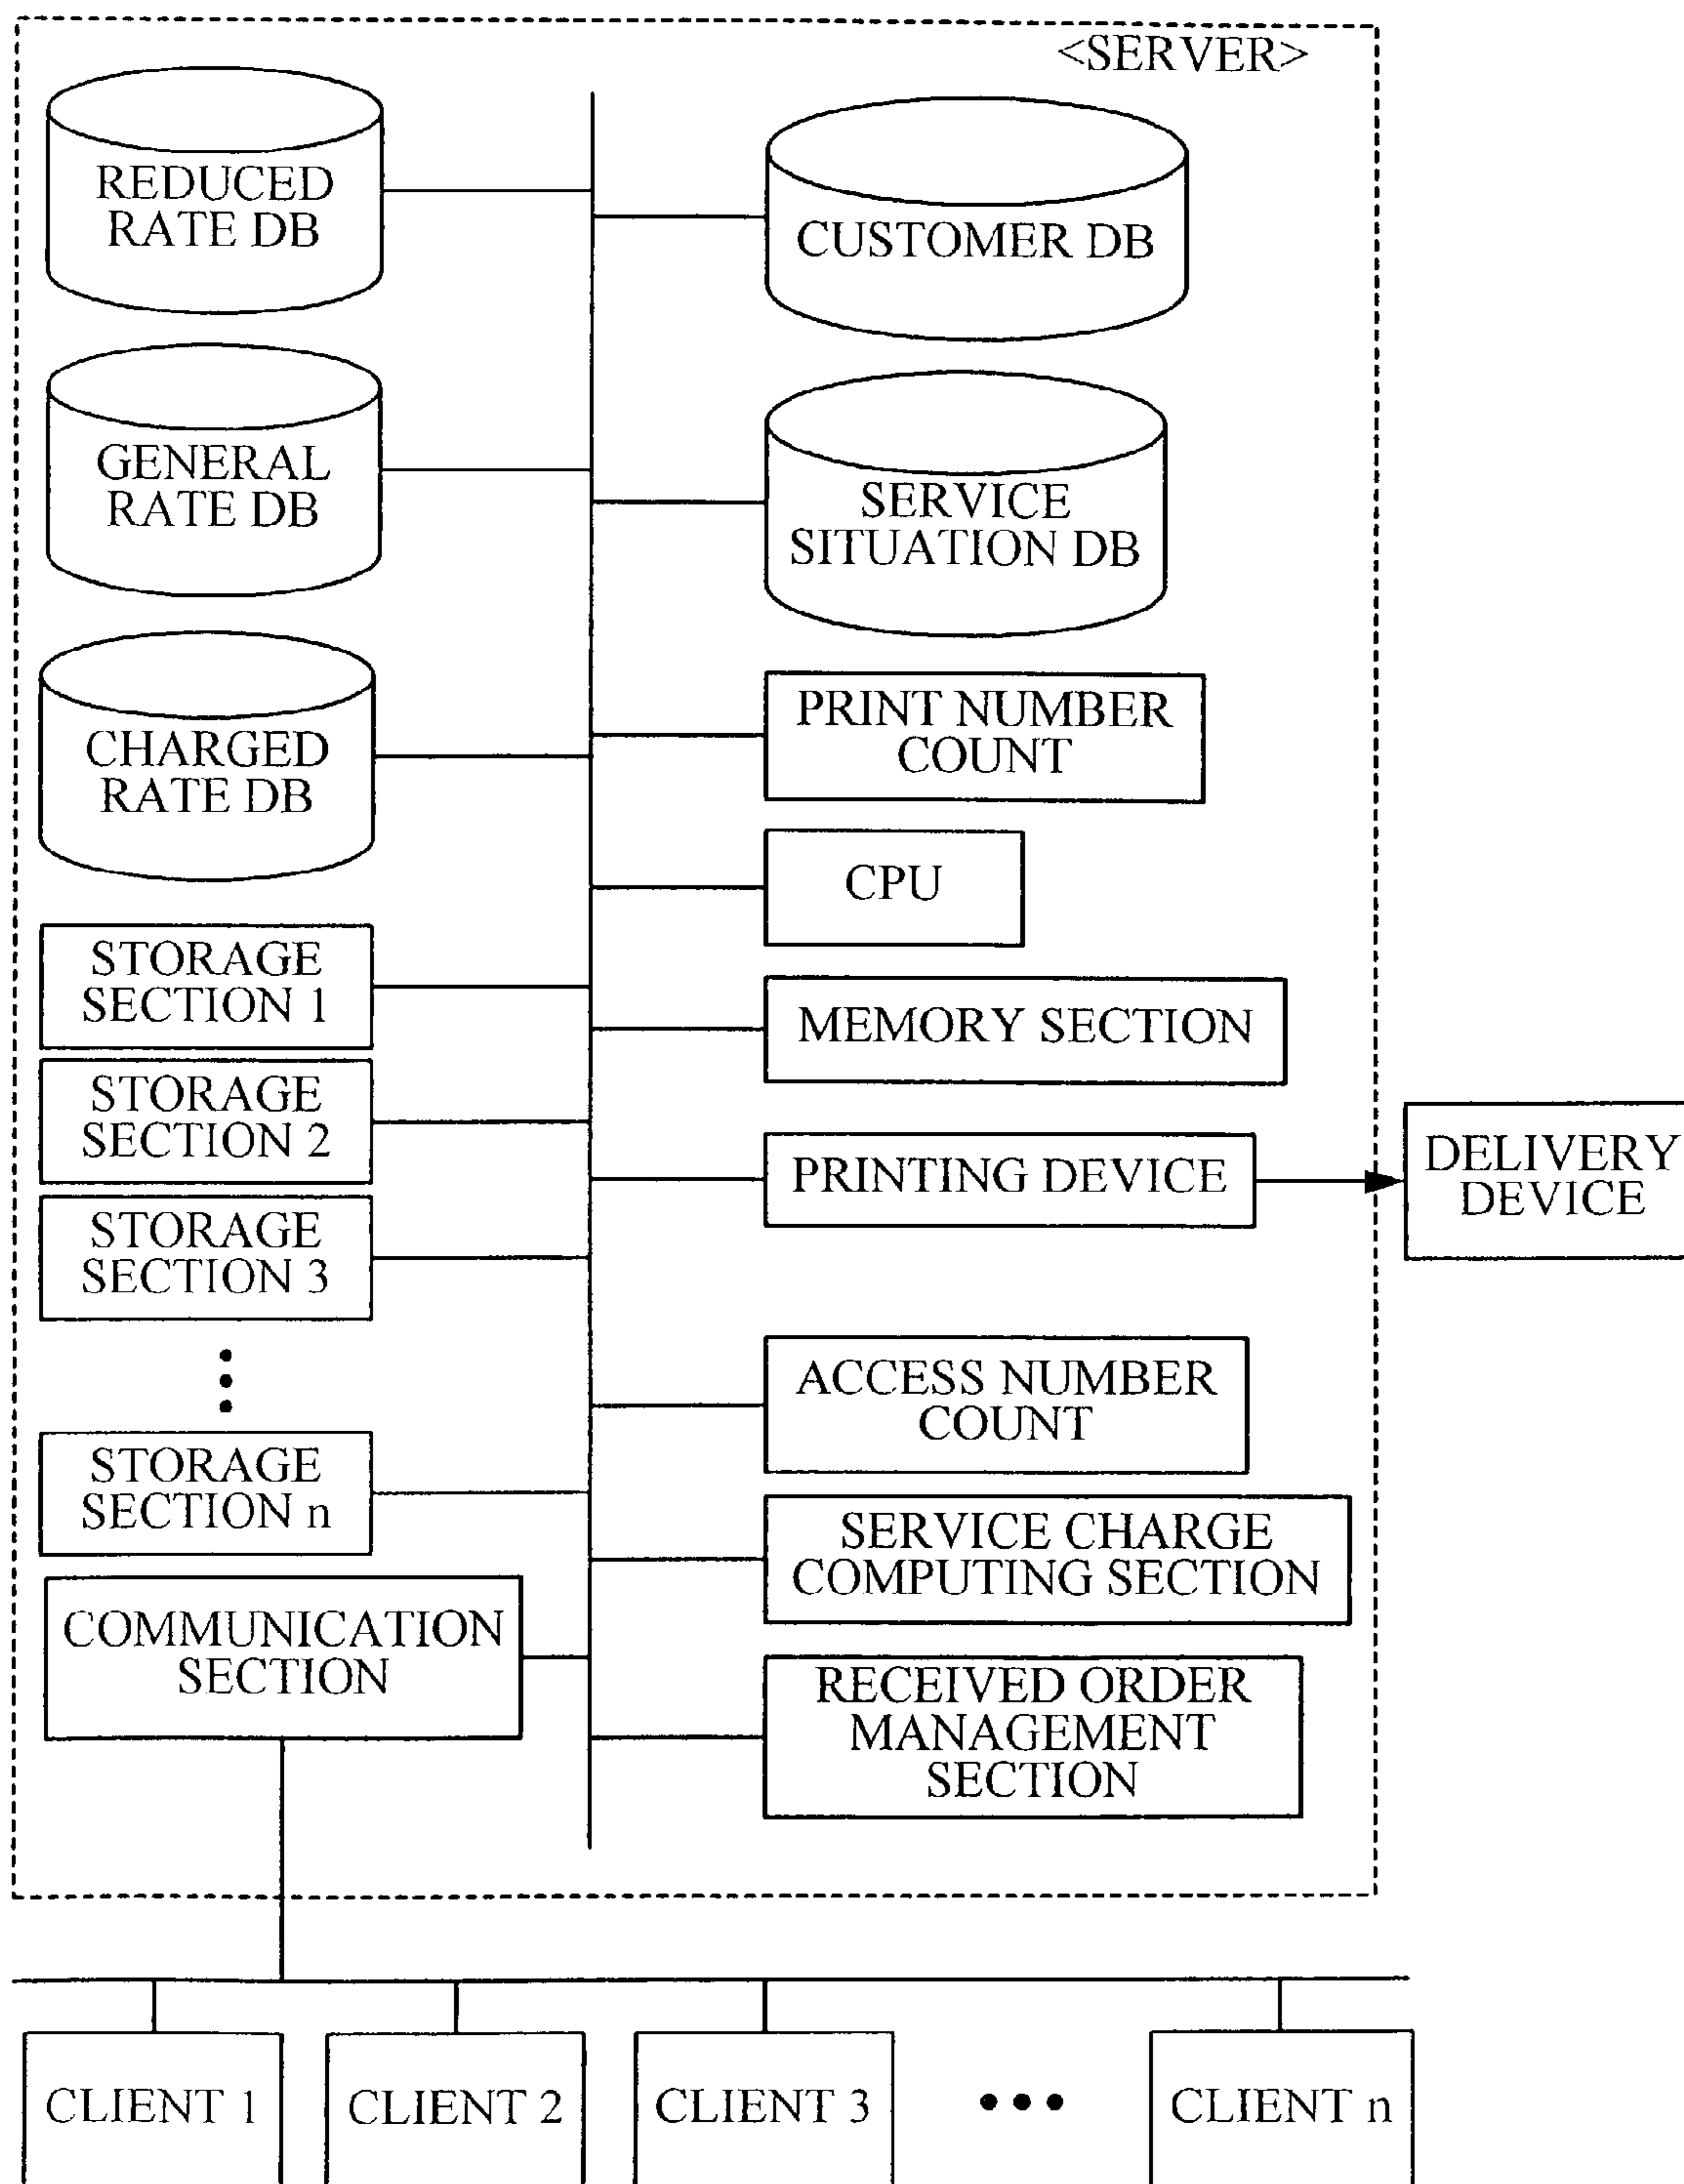 <SERVER>
REDUCED
RATE DB
CUSTOMER DB
GENERAL
RATE DB
SERVICE
SITUATION DB
CHARGED
RATE DB
PRINT NUMBER
COUNT
CPU
STORAGE
SECTION 1
MEMORY SECTION
STORAGE
SECTION 2
PRINTING DEVICE
DELIVERY
DEVICE
STORAGE
SECTION 3
ACCESS NUMBER
COUNT
STORAGE
SECTION n
SERVICE CHARGE
COMPUTING SECTION
COMMUNICATION
SECTION
RECEIVED ORDER
MANAGEMENT
SECTION
CLIENT 1
CLIENT 2
CLIENT 3
CLIENT n